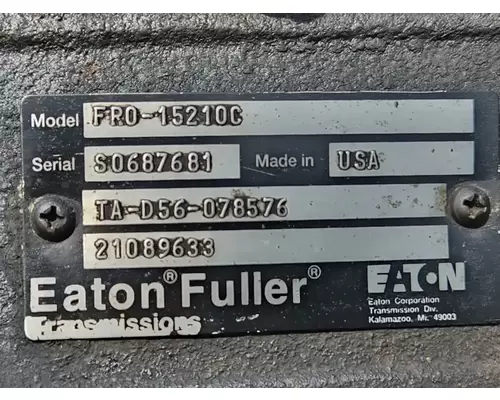 Model FRO-15210C
Serial S0687681 Made in USA
TA-D56-078576
21089633
Eaton® Fuller®
Transmissions
EATON
Eaton Corporation
Transmission Div.
Kalamazoo, Mi. 49003